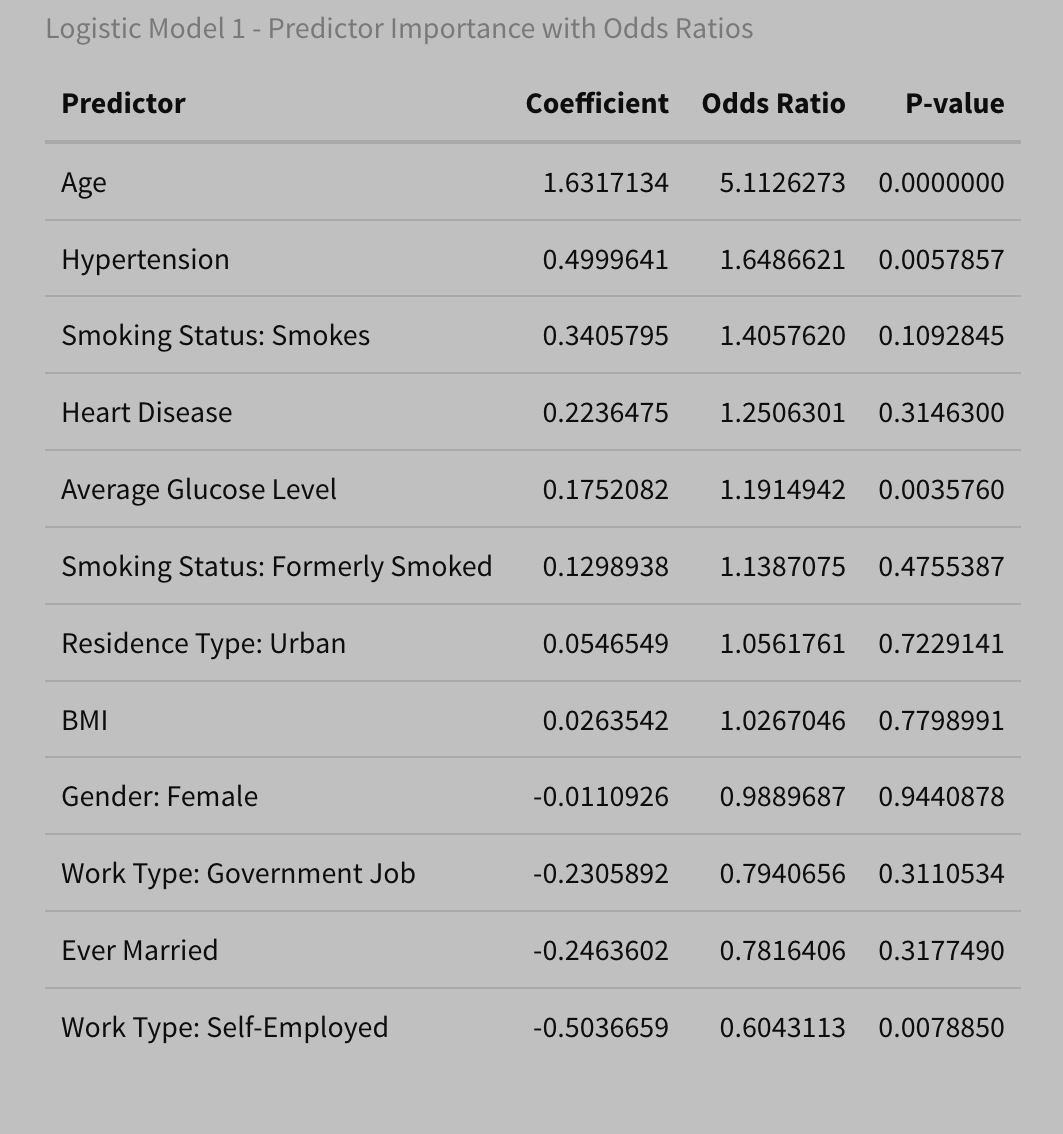 Logistic Model 1 - Predictor Importance with Odds Ratios
Predictor Coefficient Odds Ratio P-value
Age 1.6317134 5.1126273 0.0000000
Hypertension 0.4999641 1.6486621 0.0057857
Smoking Status: Smokes 0.3405795 1.4057620 0.1092845
Heart Disease 0.2236475 1.2506301 0.3146300
Average Glucose Level 0.1752082 1.1914942 0.0035760
Smoking Status: Formerly Smoked 0.1298938 1.1387075 0.4755387
Residence Type: Urban 0.0546549 1.0561761 0.7229141
BMI 0.0263542 1.0267046 0.7798991
Gender: Female -0.0110926 0.9889687 0.9440878
Work Type: Government Job -0.2305892 0.7940656 0.3110534
Ever Married -0.2463602 0.7816406 0.3177490
Work Type: Self-Employed -0.5036659 0.6043113 0.0078850